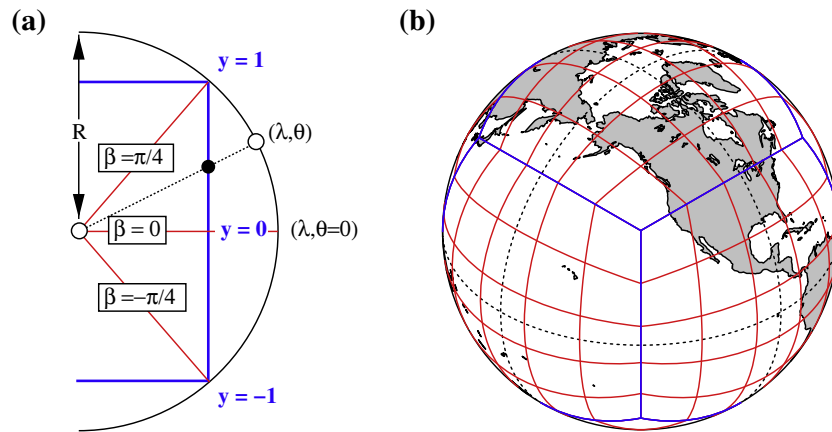 (a)
(b)
y = 1
R
(λ,θ)
β =π/4
β = 0
y = 0
(λ,θ=0)
β =−π/4
y = −1